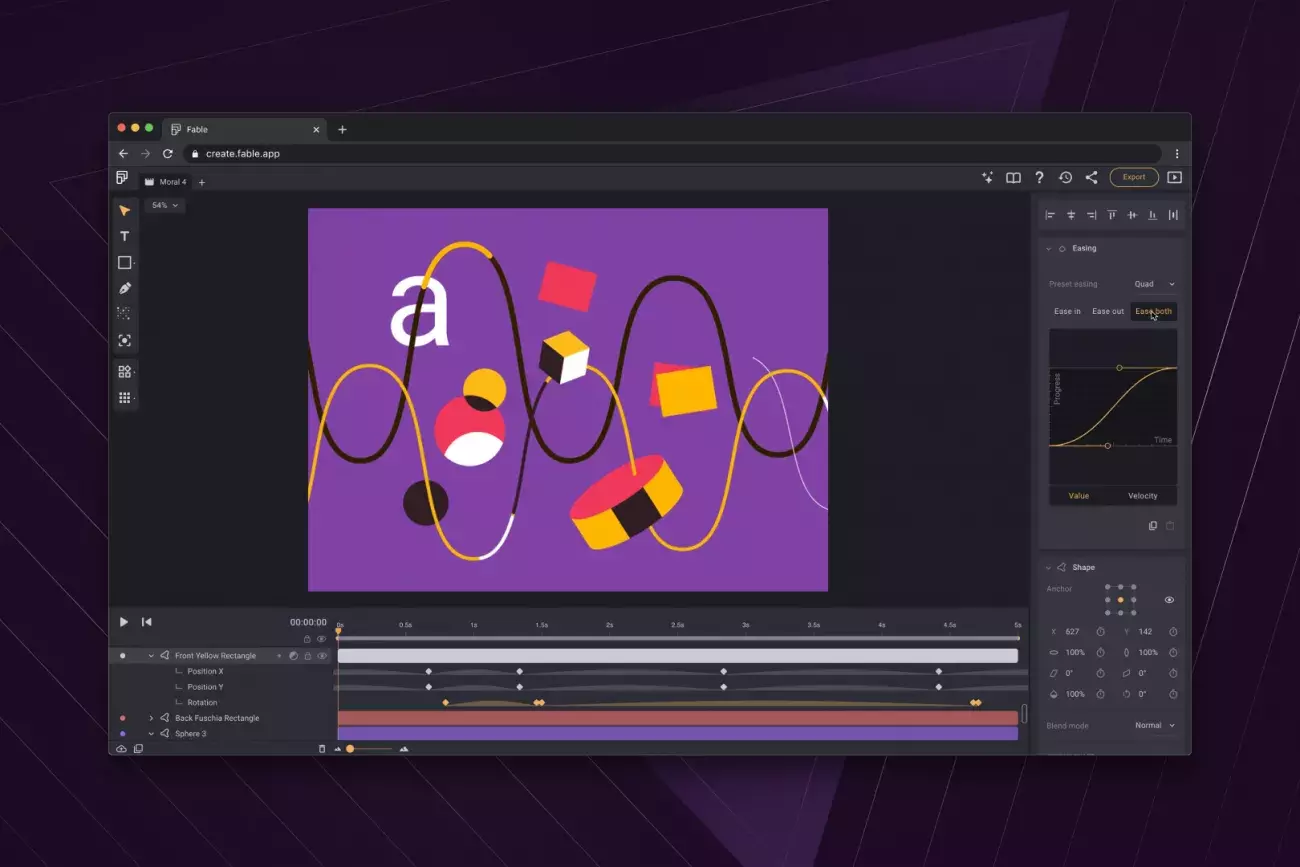 Fable
create.fable.app
Moral 4
Export
54%
a
Easing
Preset easing Quad
Ease in Ease out Ease both
Progress
Time
Value Velocity
Shape
Anchor
X 627 Y 142
100% 100%
0° 0°
100% 0°
Blend mode Normal
00:00:00 0s 0.5s 1s 1.5s 2s 2.5s 3s 3.5s 4s 4.5s 5s
Front Yellow Rectangle
Position X
Position Y
Rotation
Back Fuschia Rectangle
Sphere 3